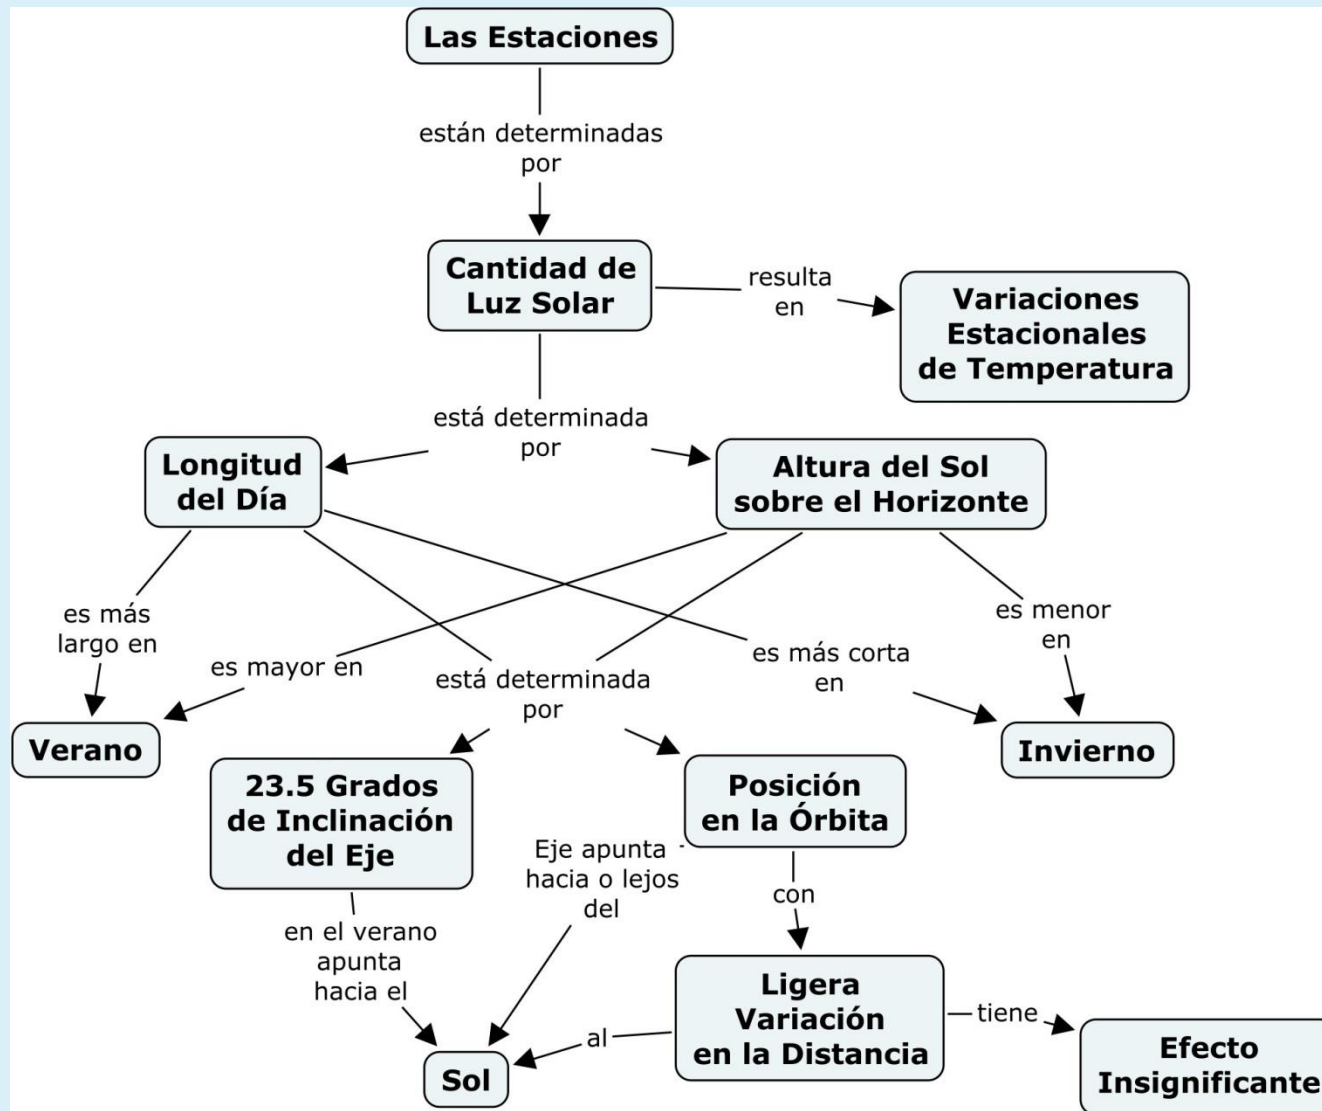 Las Estaciones
están determinadas
por
Cantidad de
Luz Solar
resulta
en
Variaciones
Estacionales
de Temperatura
está determinada
por
Longitud
del Día
Altura del Sol
sobre el Horizonte
es más
largo en
es mayor en
está determinada
por
es más corta
en
es menor
en
Verano
Invierno
23.5 Grados
de Inclinación
del Eje
Posición
en la Órbita
Eje apunta
hacia o lejos
del
con
en el verano
apunta
hacia el
Ligera
Variación
en la Distancia
tiene
al
Sol
Efecto
Insignificante